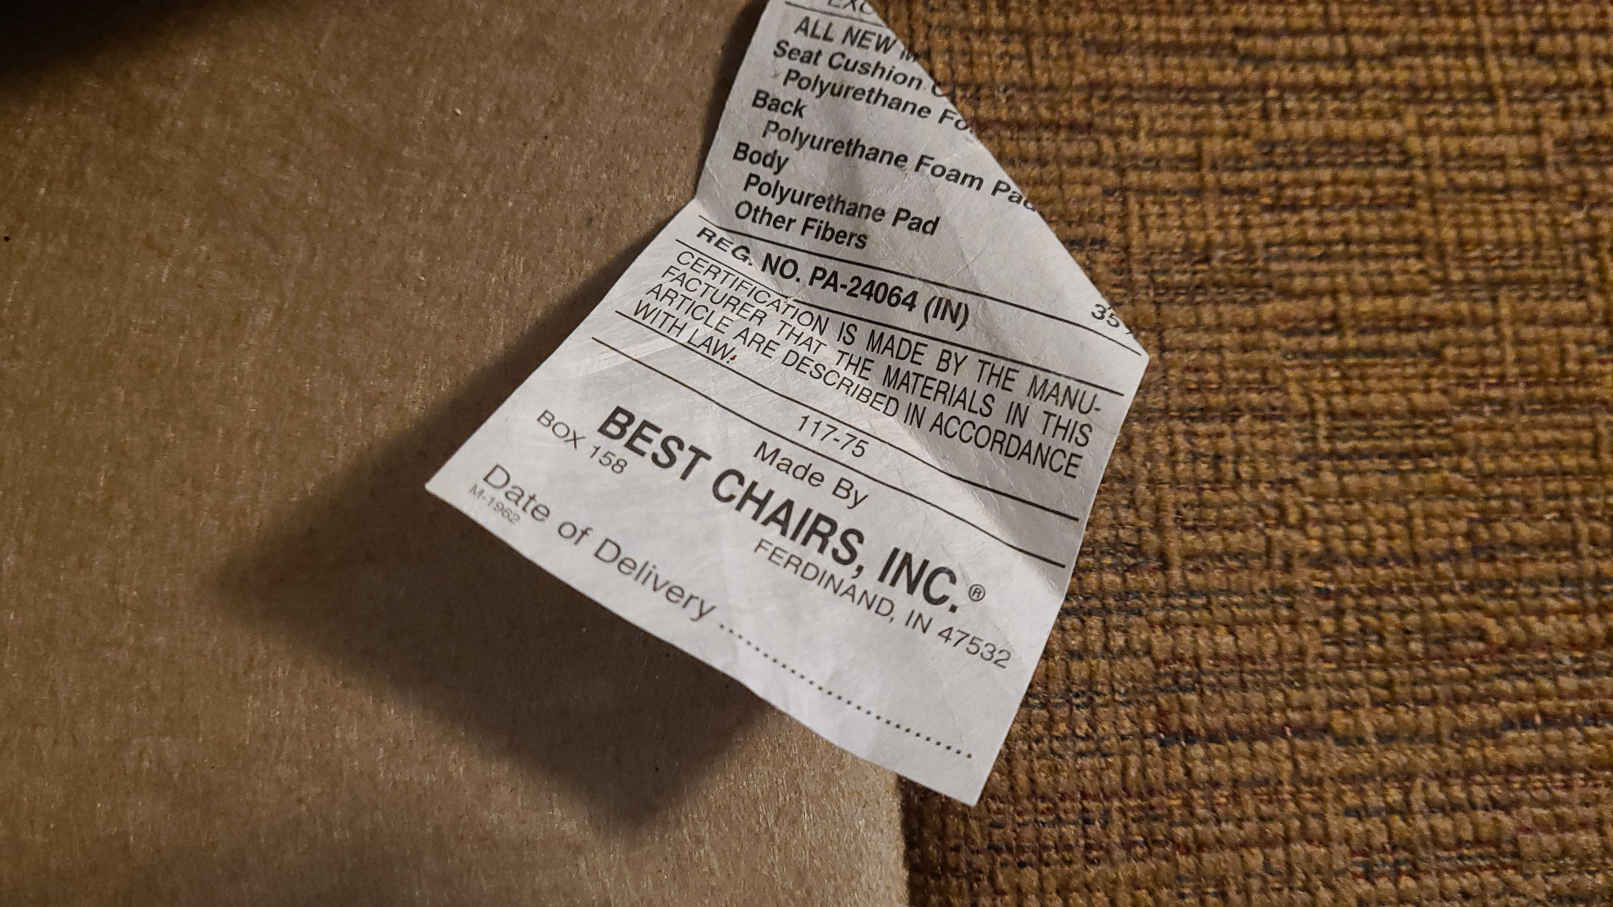 ALL NEW
Seat Cushion
Polyurethane
Back
Polyurethane Foam Pad
Body
Polyurethane Pad
Other Fibers
35
REG. NO. PA-24064 (IN)
CERTIFICATION IS MADE BY THE MANU-
FACTURER THAT THE MATERIALS IN THIS
ARTICLE ARE DESCRIBED IN ACCORDANCE
WITH LAW.
117-75
Made By
BEST CHAIRS, INC.®
BOX 158 FERDINAND, IN 47532
Date of Delivery ..............................
M-1962